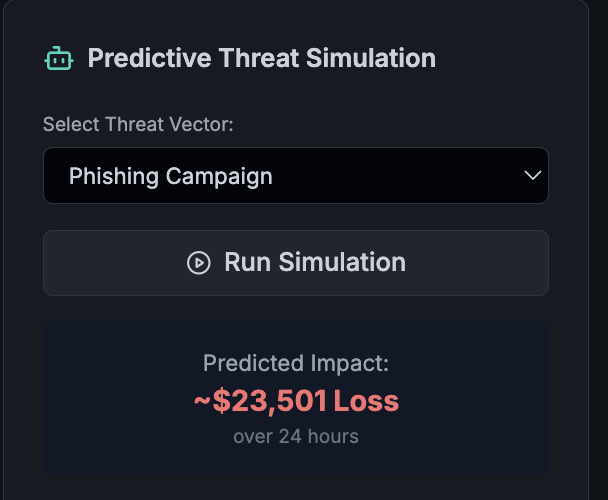 Predictive Threat Simulation
Select Threat Vector:
Phishing Campaign
Run Simulation
Predicted Impact:
~$23,501 Loss
over 24 hours